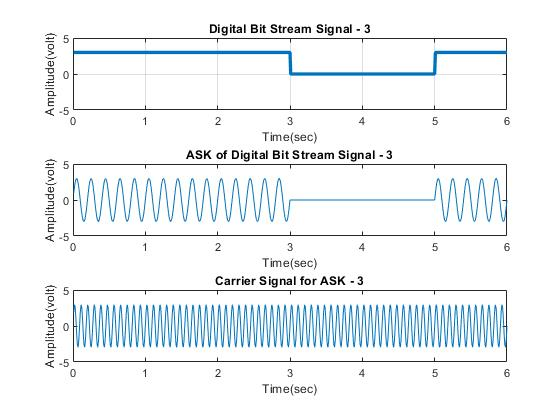 Digital Bit Stream Signal - 3
Amplitude(volt)
5
0
-5
0 1 2 3 4 5 6
Time(sec)
ASK of Digital Bit Stream Signal - 3
Amplitude(volt)
5
0
-5
0 1 2 3 4 5 6
Time(sec)
Carrier Signal for ASK - 3
Amplitude(volt)
5
0
-5
0 1 2 3 4 5 6
Time(sec)